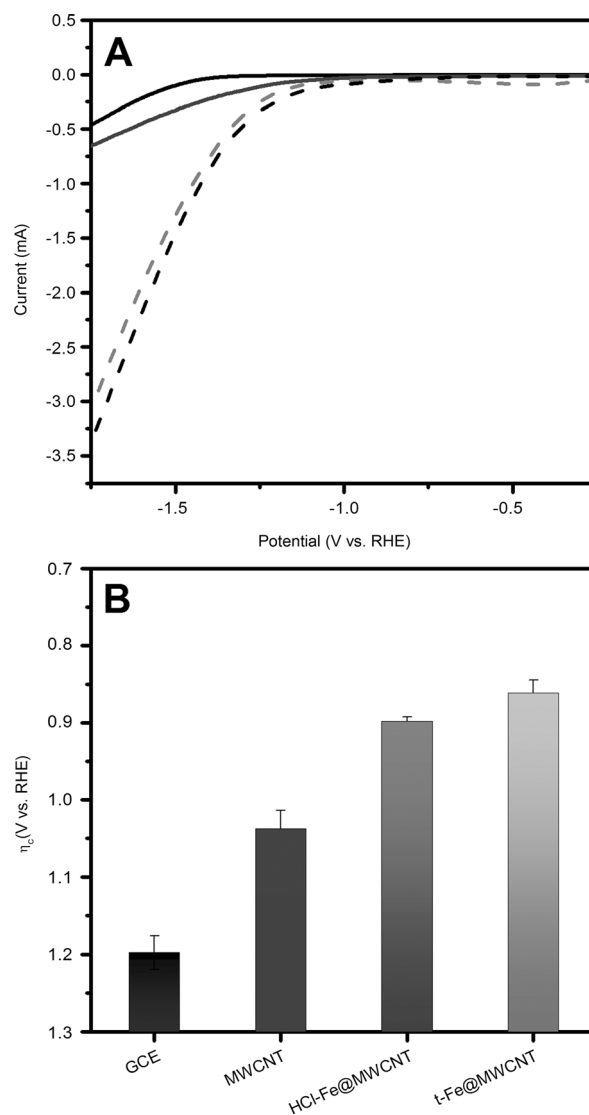 A
0.5
0.0
-0.5
-1.0
-1.5
-2.0
-2.5
-3.0
-3.5
Current (mA)
-1.5 -1.0 -0.5
Potential (V vs. RHE)
B
0.7
0.8
0.9
1.0
1.1
1.2
1.3
ηc(V vs. RHE)
GCE
MWCNT
HCl-Fe@MWCNT
t-Fe@MWCNT